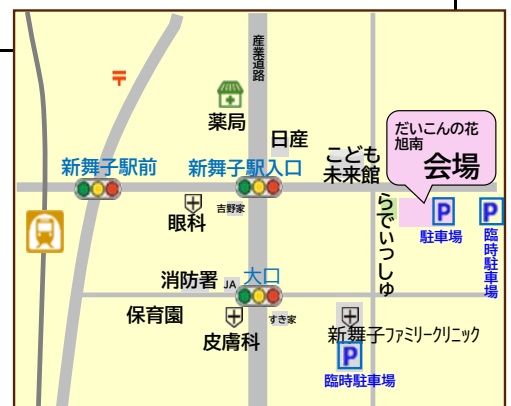 産業道路
〒
薬局
日産
だいこんの花
旭南
会場
こども
未来館
新舞子駅前
新舞子駅入口
吉野家
眼科
らでぃっしゅ
P
駐車場
P
臨時駐車場
消防署
JA
大口
保育園
皮膚科
すき家
新舞子ファミリークリニック
P
臨時駐車場